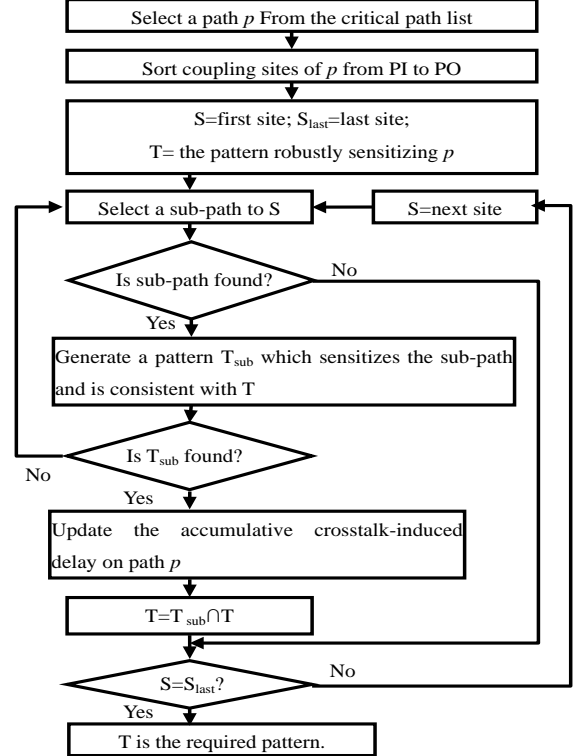 Select a path p From the critical path list
Sort coupling sites of p from PI to PO
S=first site; Slast=last site;
T= the pattern robustly sensitizing p
Select a sub-path to S
S=next site
Is sub-path found?
No
Yes
Generate a pattern Tsub which sensitizes the sub-path
and is consistent with T
Is Tsub found?
No
Yes
Update the accumulative crosstalk-induced
delay on path p
T=T sub∩T
S=Slast?
No
Yes
T is the required pattern.